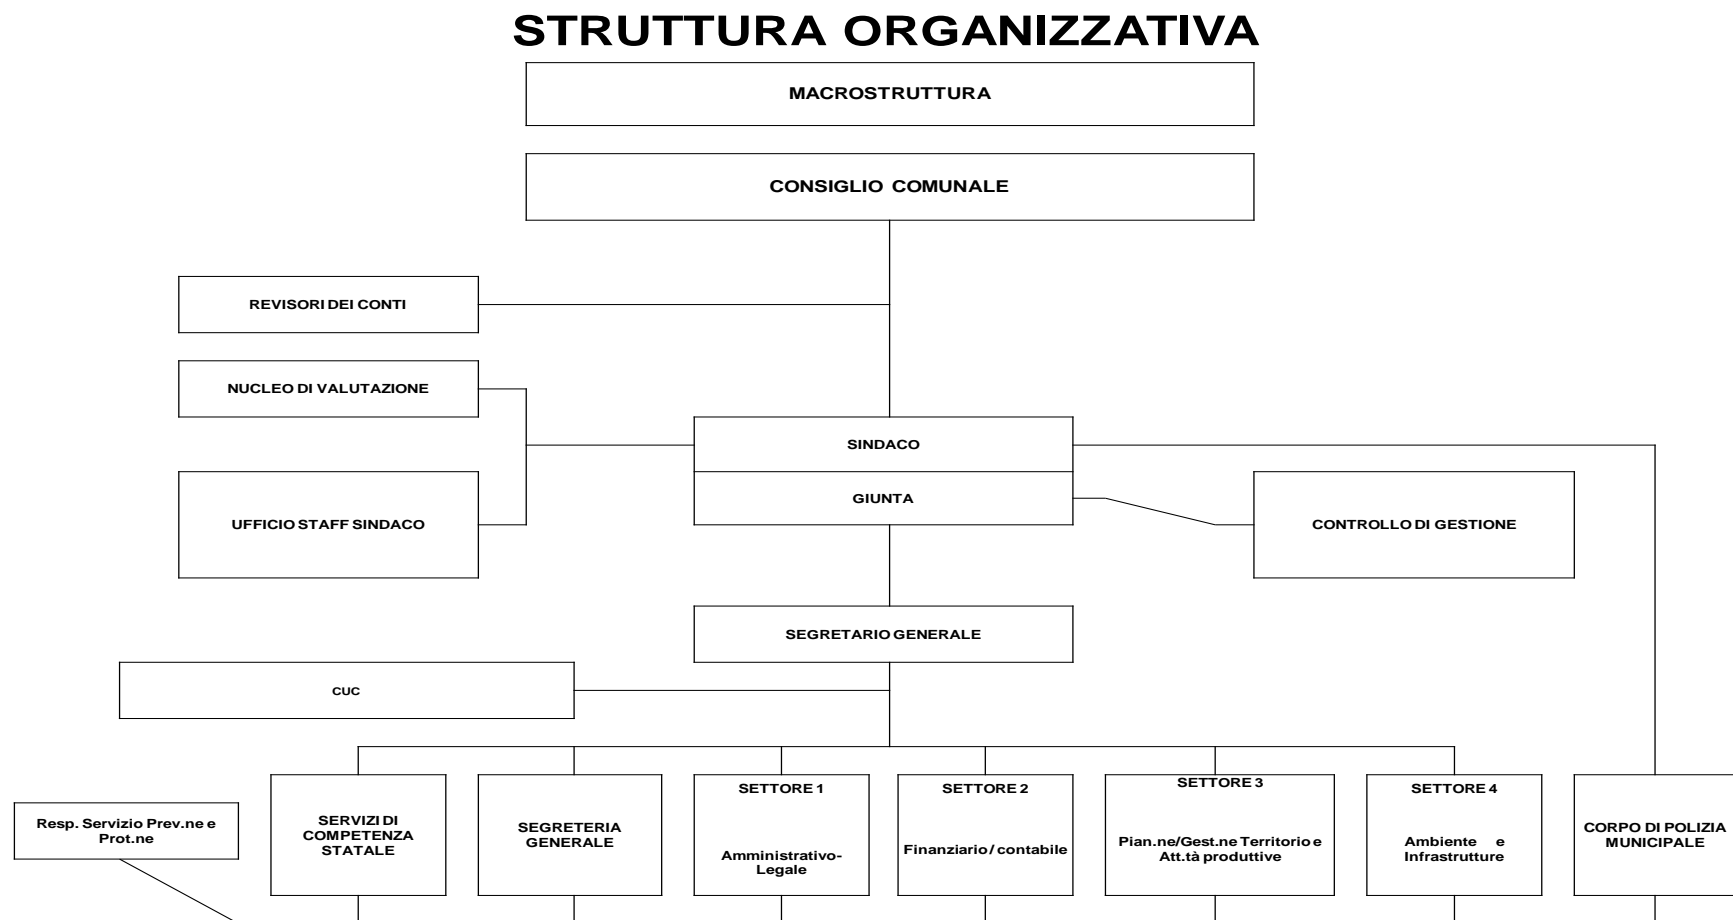 STRUTTURA ORGANIZZATIVA
MACROSTRUTTURA
CONSIGLIO COMUNALE
REVISORI DEI CONTI
NUCLEO DI VALUTAZIONE
SINDACO
GIUNTA
UFFICIO STAFF SINDACO
CONTROLLO DI GESTIONE
SEGRETARIO GENERALE
CUC
Resp. Servizio Prev.ne e
Prot.ne
SERVIZI DI
COMPETENZA
STATALE
SEGRETERIA
GENERALE
SETTORE 1
Amministrativo-
Legale
SETTORE 2
Finanziario / contabile
SETTORE 3
Pian.ne/Gest.ne Territorio e
Att.tà produttive
SETTORE 4
Ambiente e
Infrastrutture
CORPO DI POLIZIA
MUNICIPALE